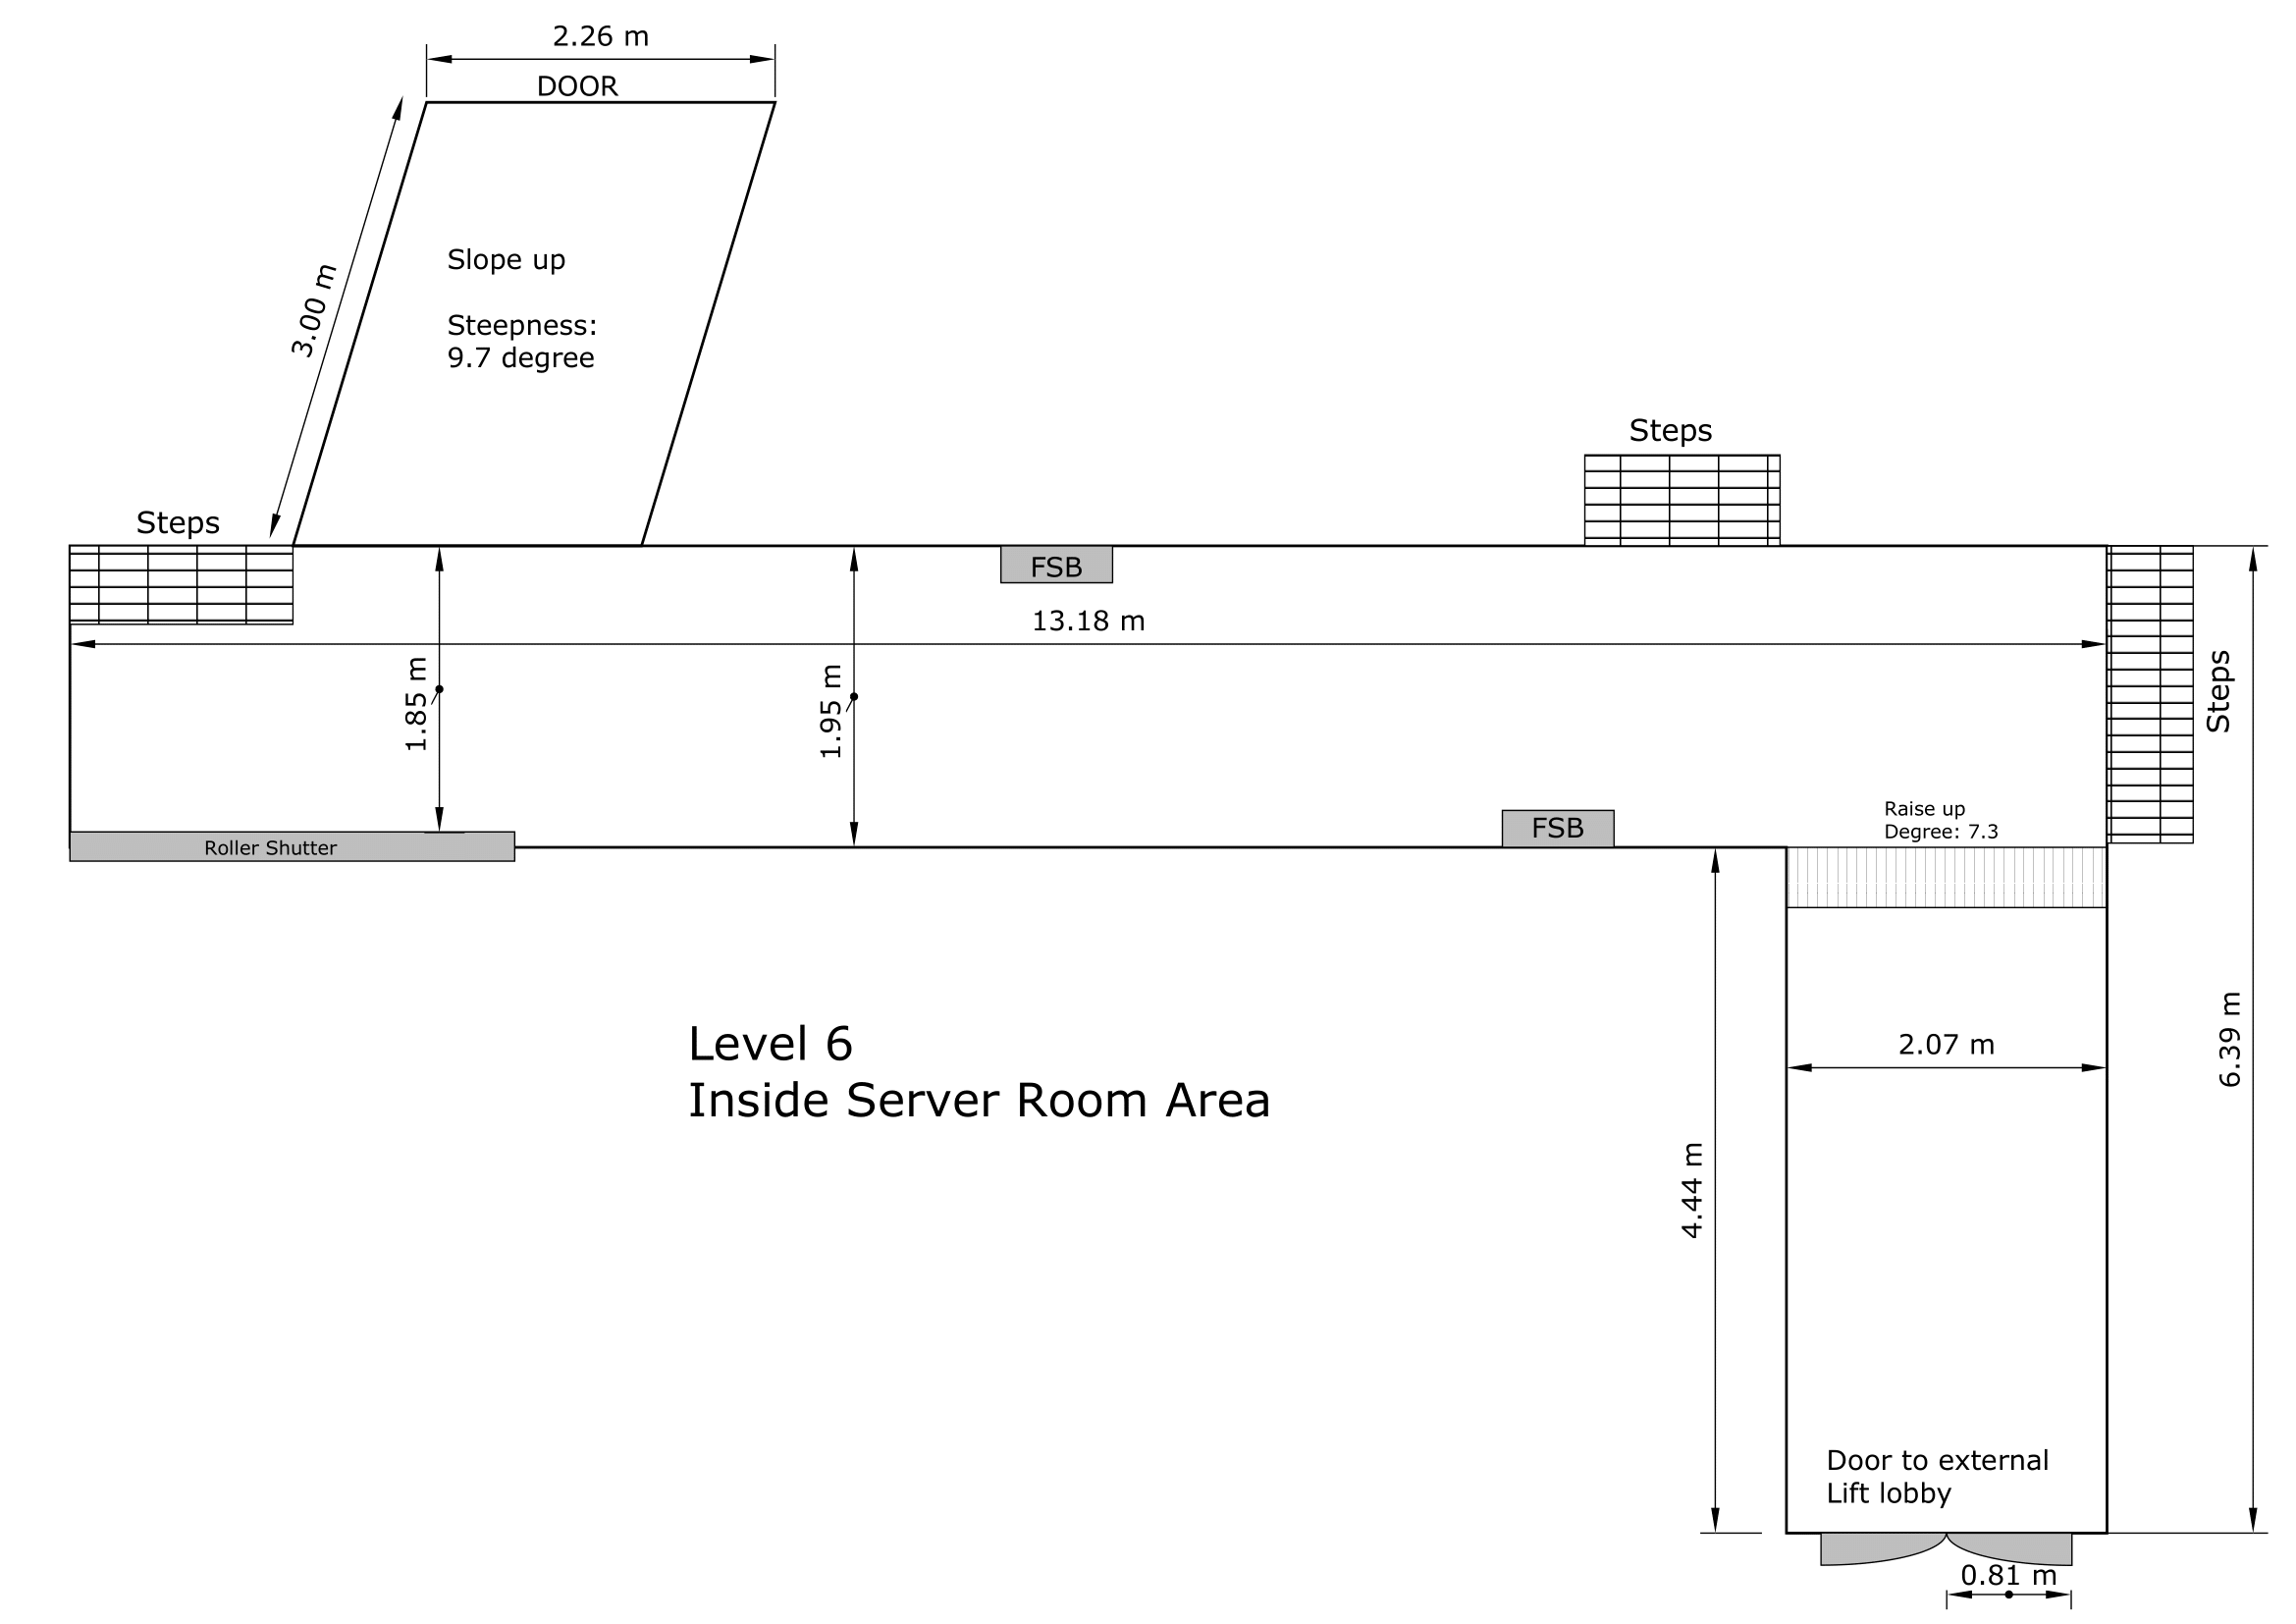 2.26 m
DOOR
Slope up
Steepness:
9.7 degree
3.00 m
Steps
Steps
FSB
13.18 m
1.85 m
1.95 m
Steps
Raise up
Degree: 7.3
FSB
Roller Shutter
Level 6
Inside Server Room Area
2.07 m
6.39 m
4.44 m
Door to external
Lift lobby
0.81 m